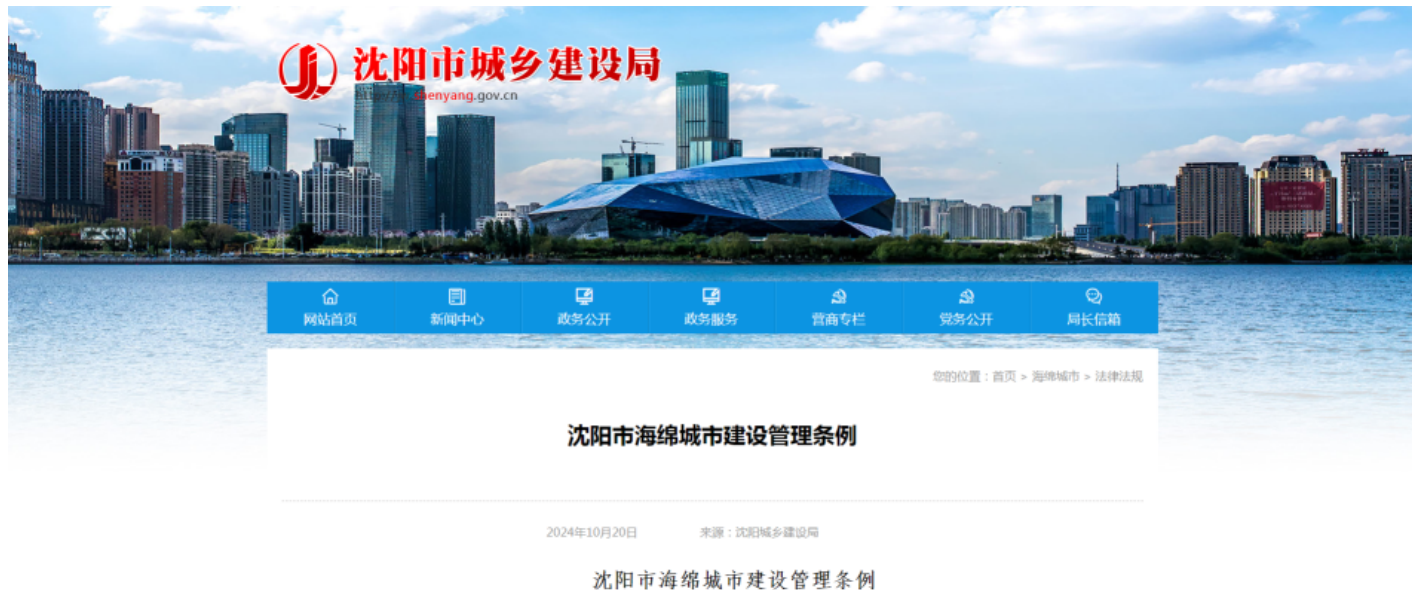 沈阳市城乡建设局
shenyang.gov.cn
网站首页 新闻中心 政务公开 政务服务 营商专栏 党务公开 局长信箱
您的位置：首页 > 海绵城市 > 法律法规
沈阳市海绵城市建设管理条例
2024年10月20日 来源：沈阳城乡建设局
沈阳市海绵城市建设管理条例